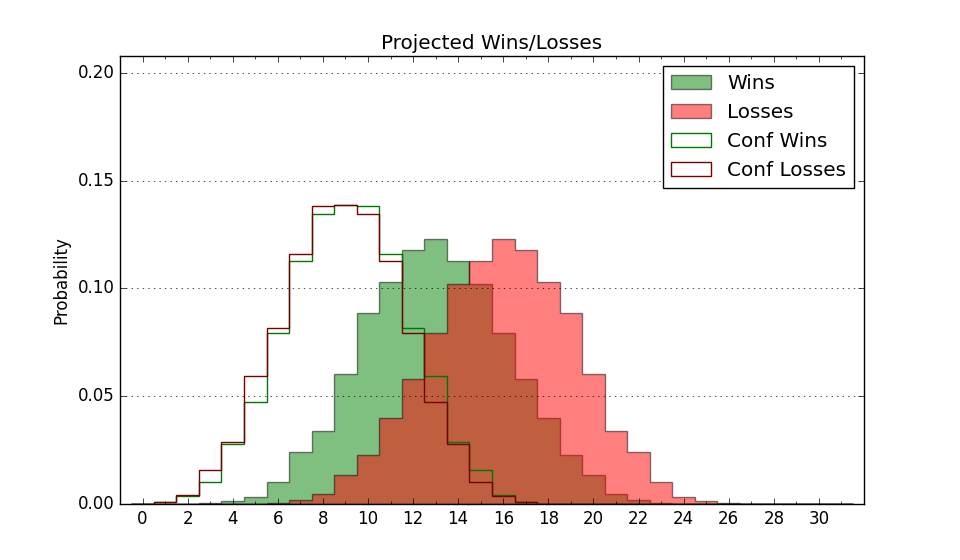 Projected Wins/Losses
Wins
Losses
Conf Wins
Conf Losses
Probability
0.20
0.15
0.10
0.05
0.00
0 2 4 6 8 10 12 14 16 18 20 22 24 26 28 30